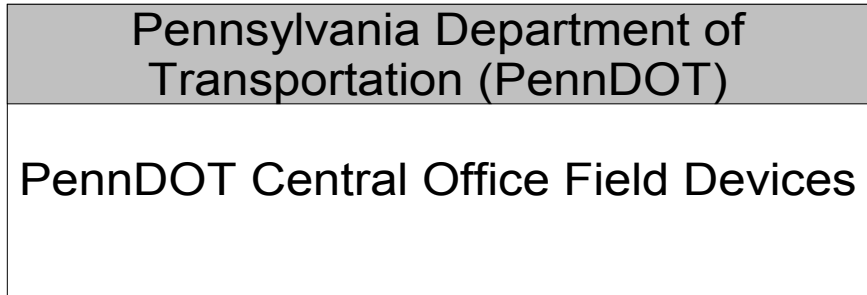 Pennsylvania Department of
Transportation (PennDOT)
PennDOT Central Office Field Devices